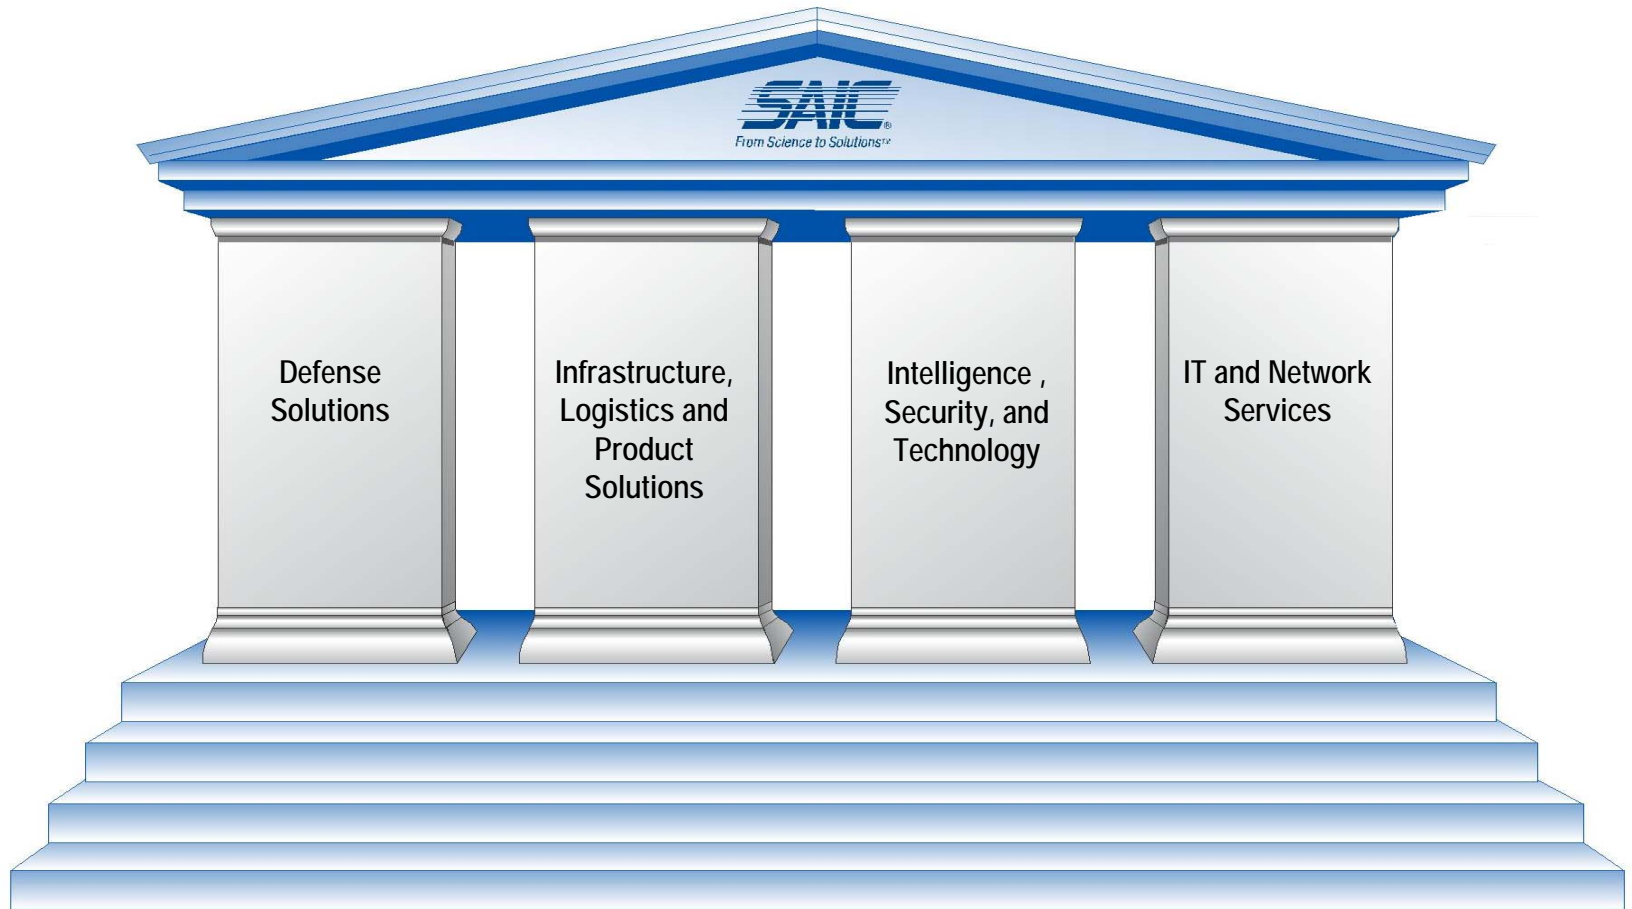 SAIC®
From Science to Solutions™
Defense
Solutions
Infrastructure,
Logistics and
Product
Solutions
Intelligence ,
Security, and
Technology
IT and Network
Services